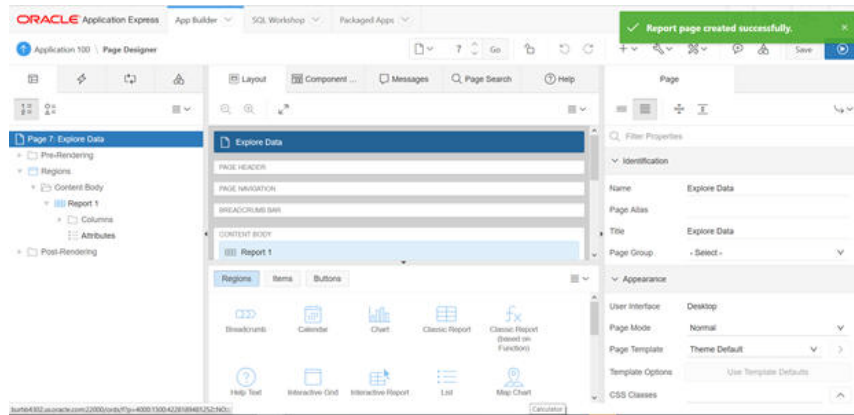 ORACLE Application Express App Builder SQL Workshop Packaged Apps
Report page created successfully.
Application 100 \ Page Designer
7 Go Save
Layout Component ... Messages Page Search Help
Page
Page 7: Explore Data
Pre-Rendering
Regions
Content Body
Report 1
Columns
Attributes
Post-Rendering
Explore Data
PAGE HEADER
PAGE NAVIGATION
BREADCRUMB BAR
CONTENT BODY
Report 1
Regions Items Buttons
Breadcrumb Calendar Chart Classic Report Classic Report
(based on
Function)
Help Text Interactive Grid Interactive Report List Map Chart
Calculator
Filter Properties
Identification
Name Explore Data
Page Alias
Title Explore Data
Page Group - Select -
Appearance
User Interface Desktop
Page Mode Normal
Page Template Theme Default
Template Options Use Template Defaults
CSS Classes